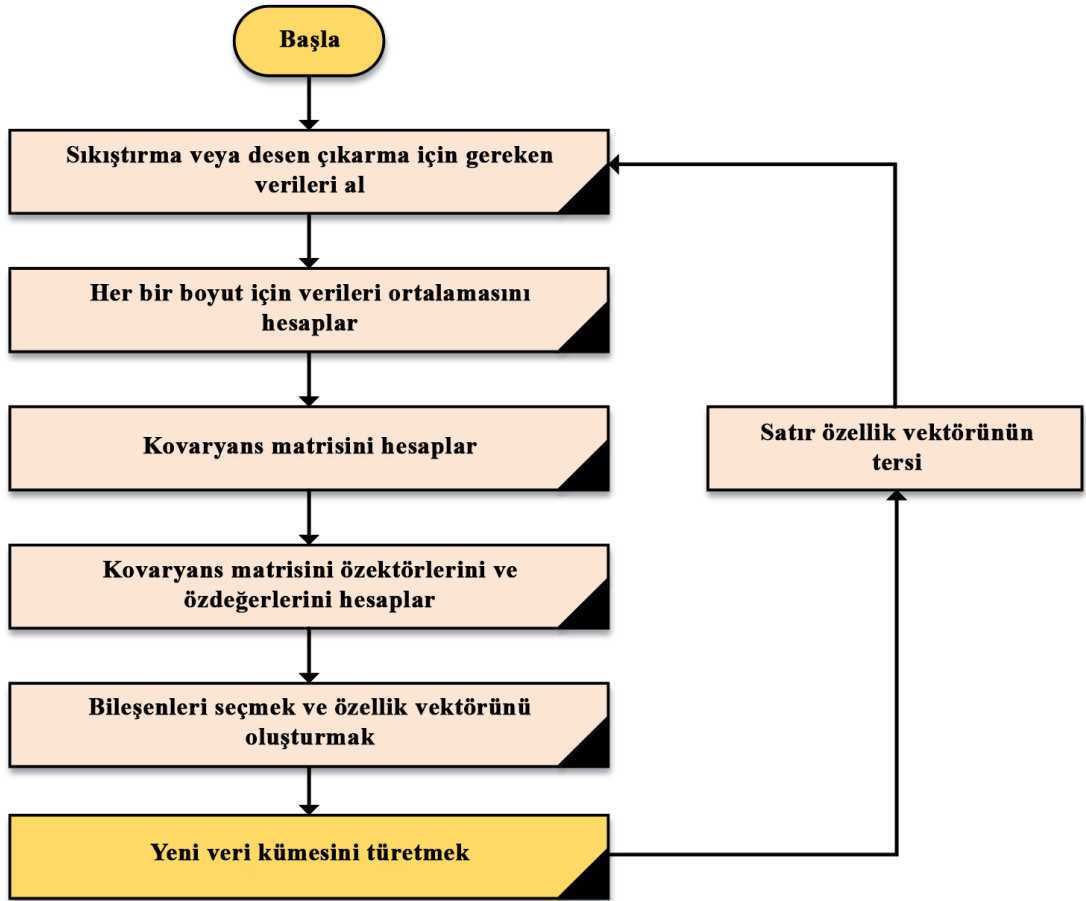 Başla
Sıkıştırma veya desen çıkarma için gereken
verileri al
Her bir boyut için verileri ortalamasını
hesaplar
Kovaryans matrisini hesaplar
Satır özellik vektörünün
tersi
Kovaryans matrisini özektörlerini ve
özdeğerlerini hesaplar
Bileşenleri seçmek ve özellik vektörünü
oluşturmak
Yeni veri kümesini türetmek